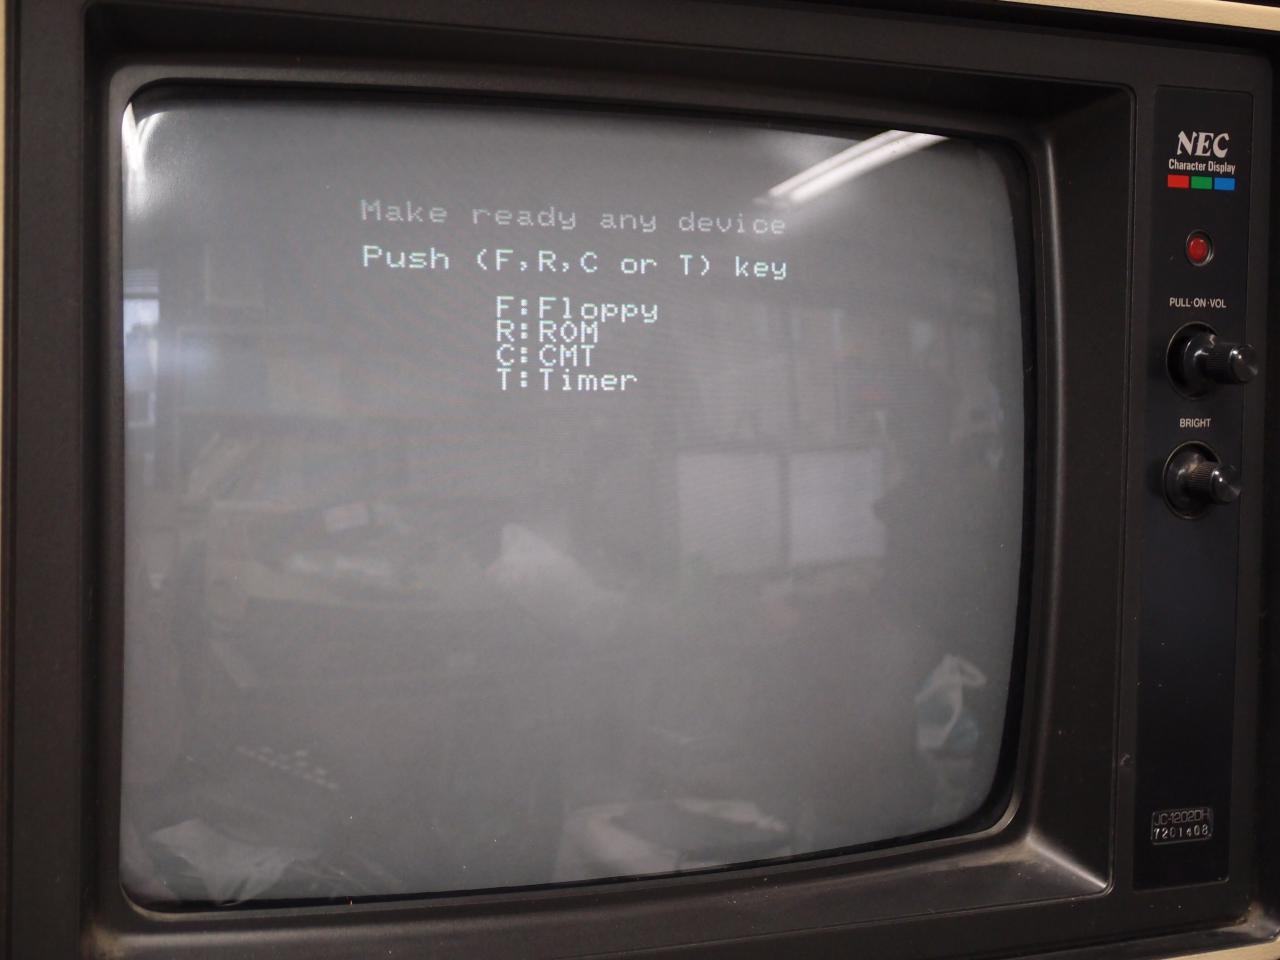 Make ready any device
Push (F,R,C or T) key
F:Floppy
R:ROM
C:CMT
T:Timer
NEC
Character Display
PULL·ON·VOL
BRIGHT
JC-1202DH
7201408